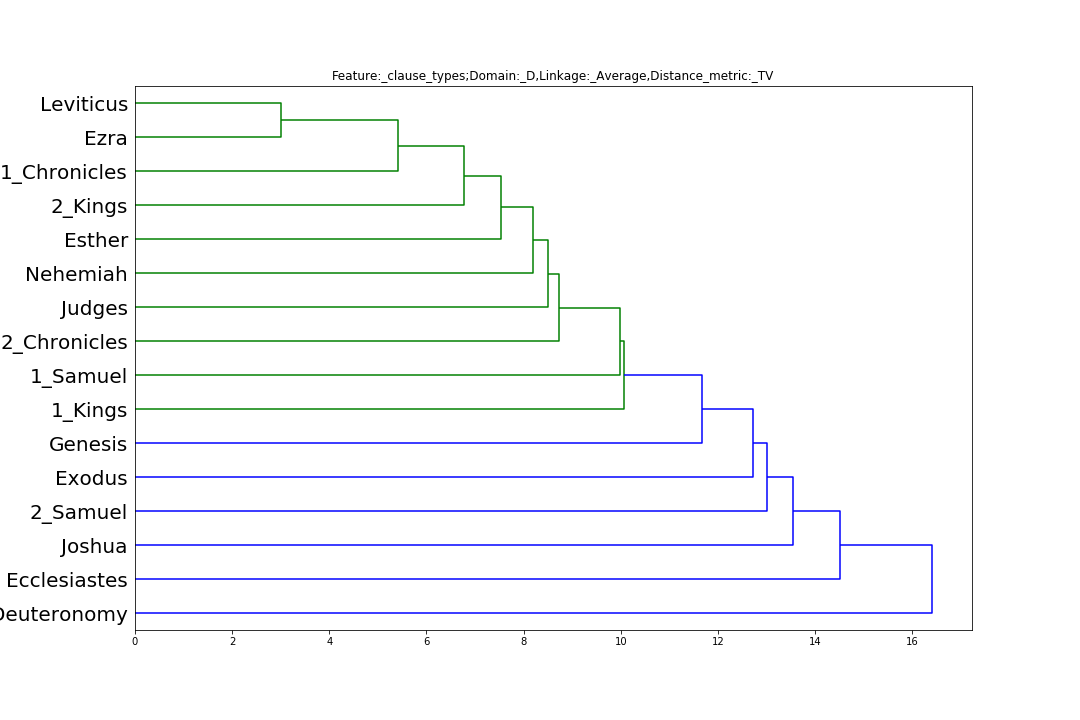 Feature:_clause_types;Domain:_D,Linkage:_Average,Distance_metric:_TV
Leviticus
Ezra
1_Chronicles
2_Kings
Esther
Nehemiah
Judges
2_Chronicles
1_Samuel
1_Kings
Genesis
Exodus
2_Samuel
Joshua
Ecclesiastes
Deuteronomy
0 2 4 6 8 10 12 14 16